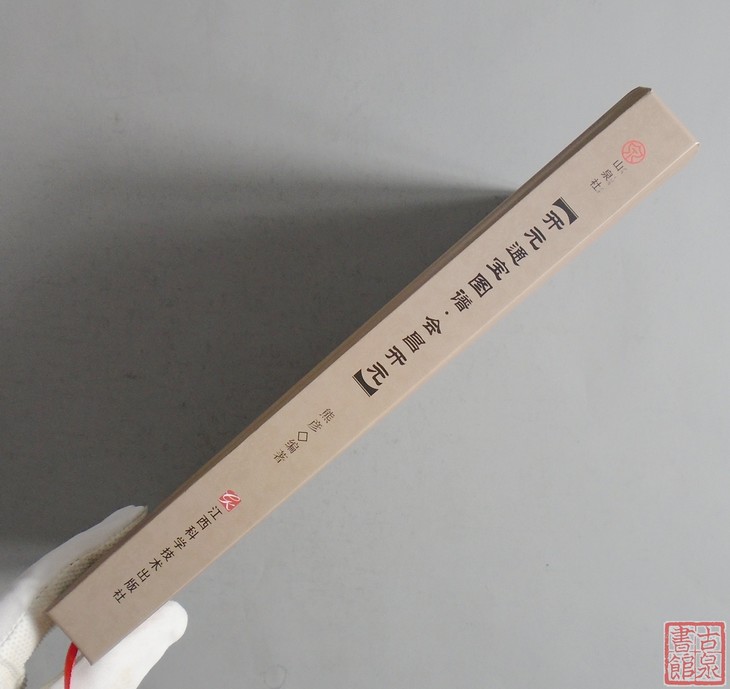 山泉社
【开元通宝图谱·会昌开元】
熊彦◇编著
江西科学技术出版社
古泉書館